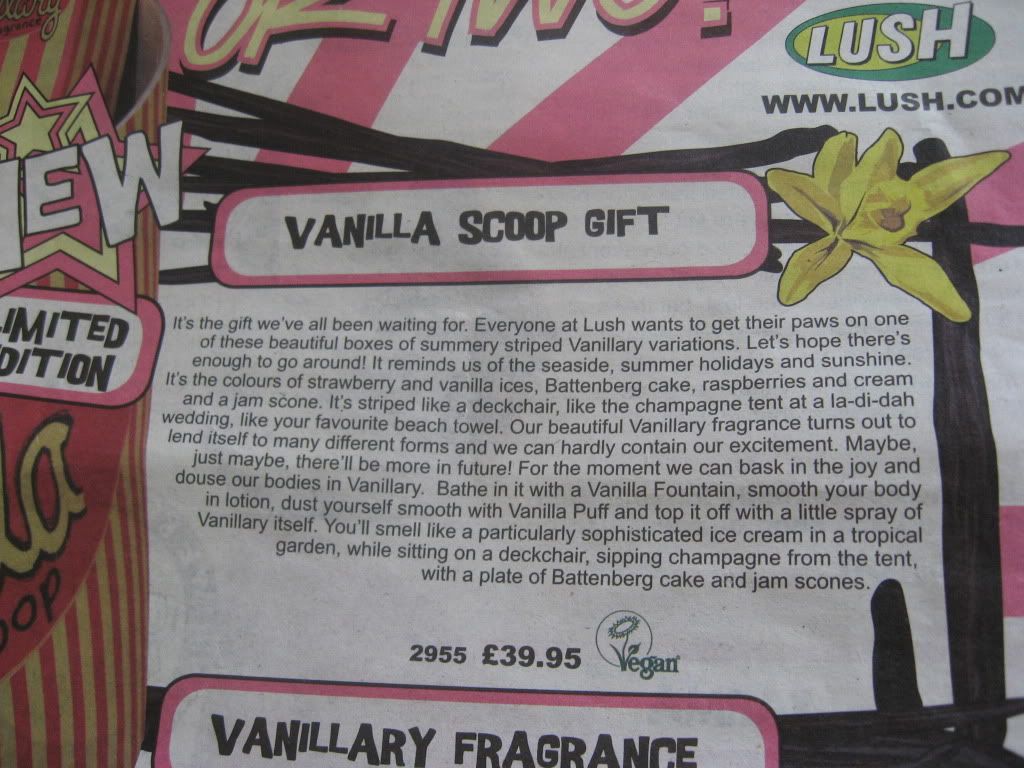 OR TWO?
LUSH
WWW.LUSH.COM
NEW
LIMITED
EDITION
VANILLA SCOOP GIFT
It's the gift we've all been waiting for. Everyone at Lush wants to get their paws on one
of these beautiful boxes of summery striped Vanillary variations. Let's hope there's
enough to go around! It reminds us of the seaside, summer holidays and sunshine.
It's the colours of strawberry and vanilla ices, Battenberg cake, raspberries and cream
and a jam scone. It's striped like a deckchair, like the champagne tent at a la-di-dah
wedding, like your favourite beach towel. Our beautiful Vanillary fragrance turns out to
lend itself to many different forms and we can hardly contain our excitement. Maybe,
just maybe, there'll be more in future! For the moment we can bask in the joy and
douse our bodies in Vanillary. Bathe in it with a Vanilla Fountain, smooth your body
in lotion, dust yourself smooth with Vanilla Puff and top it off with a little spray of
Vanillary itself. You'll smell like a particularly sophisticated ice cream in a tropical
garden, while sitting on a deckchair, sipping champagne from the tent,
with a plate of Battenberg cake and jam scones.
2955 £39.95
Vegan
VANILLARY FRAGRANCE